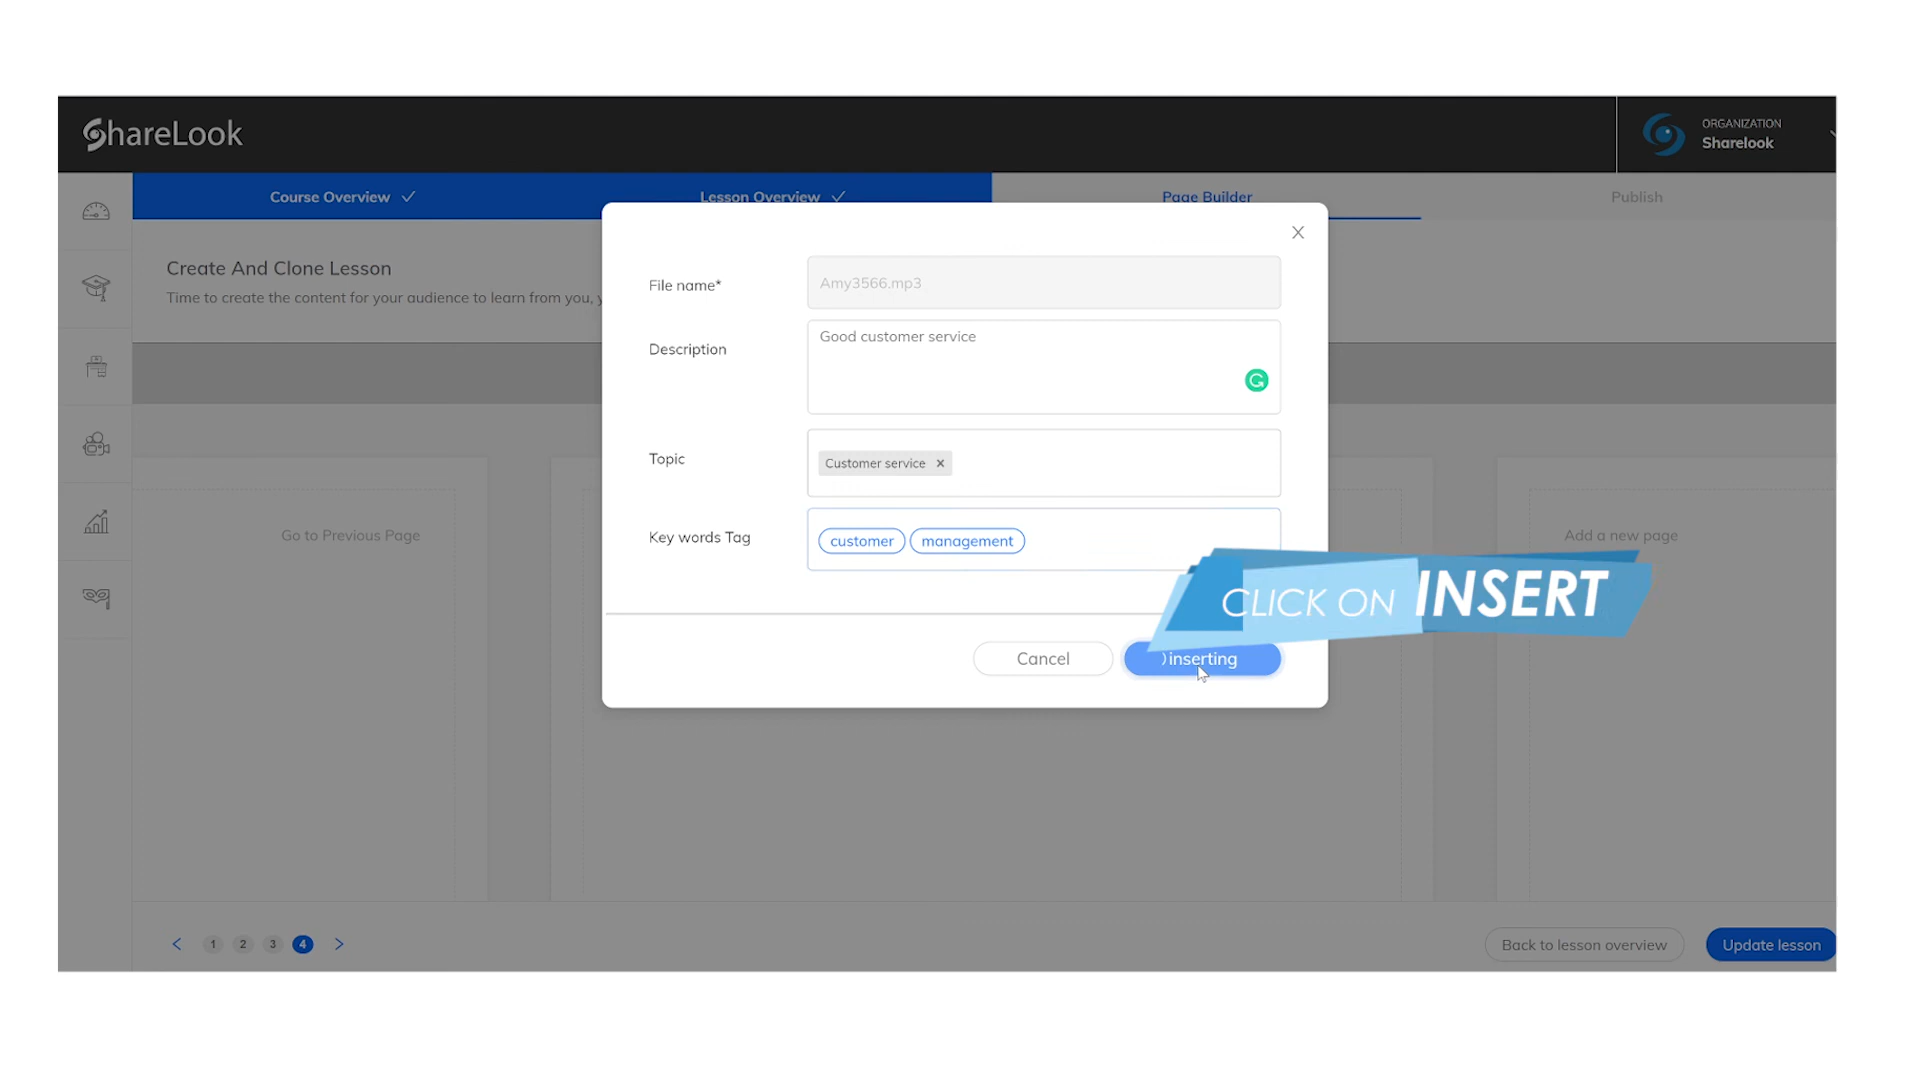 ShareLook
ORGANIZATION
Sharelook
Course Overview
Lesson Overview
Page Builder
Publish
Create And Clone Lesson
Time to create the content for your audience to learn from you,
File name*
Amy3566.mp3
Description
Good customer service
Topic
Customer service
Key words Tag
customer
management
Go to Previous Page
Add a new page
CLICK ON INSERT
Cancel
inserting
1 2 3 4
Back to lesson overview
Update lesson